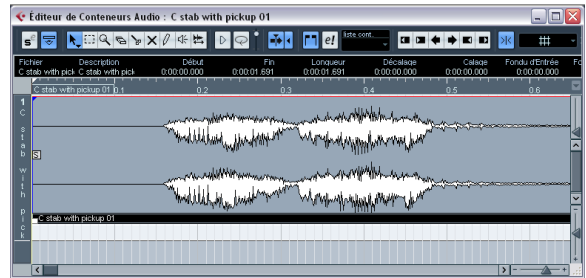 Éditeur de Conteneurs Audio : C stab with pickup 01
liste cont.
Fichier Description Début Fin Longueur Décalage Calage Fondu d'Entrée Fo
C stab with pick C stab with pick 0:00:00.000 0:00:01.691 0:00:01.691 0:00:00.000 0:00:00.000 0:00:00.000
C stab with pickup 01 0.1 0.2 0.3 0.4 0.5 0.6
1 C stab with pick
S
C stab with pickup 01